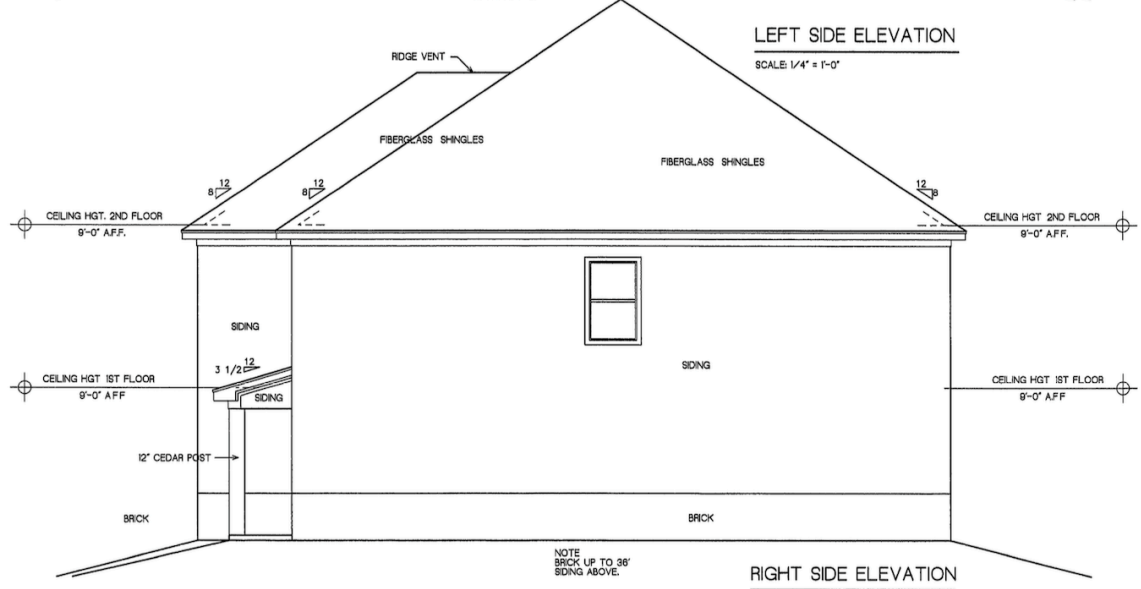 LEFT SIDE ELEVATION
SCALE: 1/4" = 1'-0"
RIDGE VENT
FIBERGLASS SHINGLES
FIBERGLASS SHINGLES
12
8
12
8
12
8
CEILING HGT. 2ND FLOOR
9'-0" A.F.F.
CEILING HGT 2ND FLOOR
9'-0" A.F.F.
SIDING
12
3 1/2
SIDING
CEILING HGT 1ST FLOOR
9'-0" A.F.F
CEILING HGT 1ST FLOOR
9'-0" A.F.F
SIDING
12" CEDAR POST
BRICK
BRICK
NOTE
BRICK UP TO 36"
SIDING ABOVE.
RIGHT SIDE ELEVATION